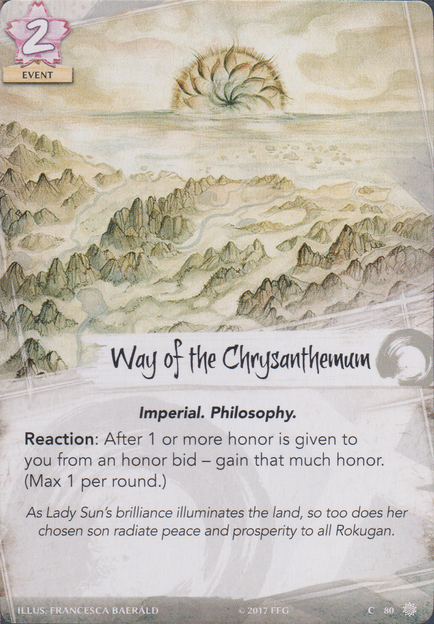 2
EVENT
Way of the Chrysanthemum
Imperial. Philosophy.
Reaction: After 1 or more honor is given to
you from an honor bid – gain that much honor.
(Max 1 per round.)
As Lady Sun's brilliance illuminates the land, so too does her
chosen son radiate peace and prosperity to all Rokugan.
ILLUS. FRANCESCA BAERALD © 2017 FFG C 80